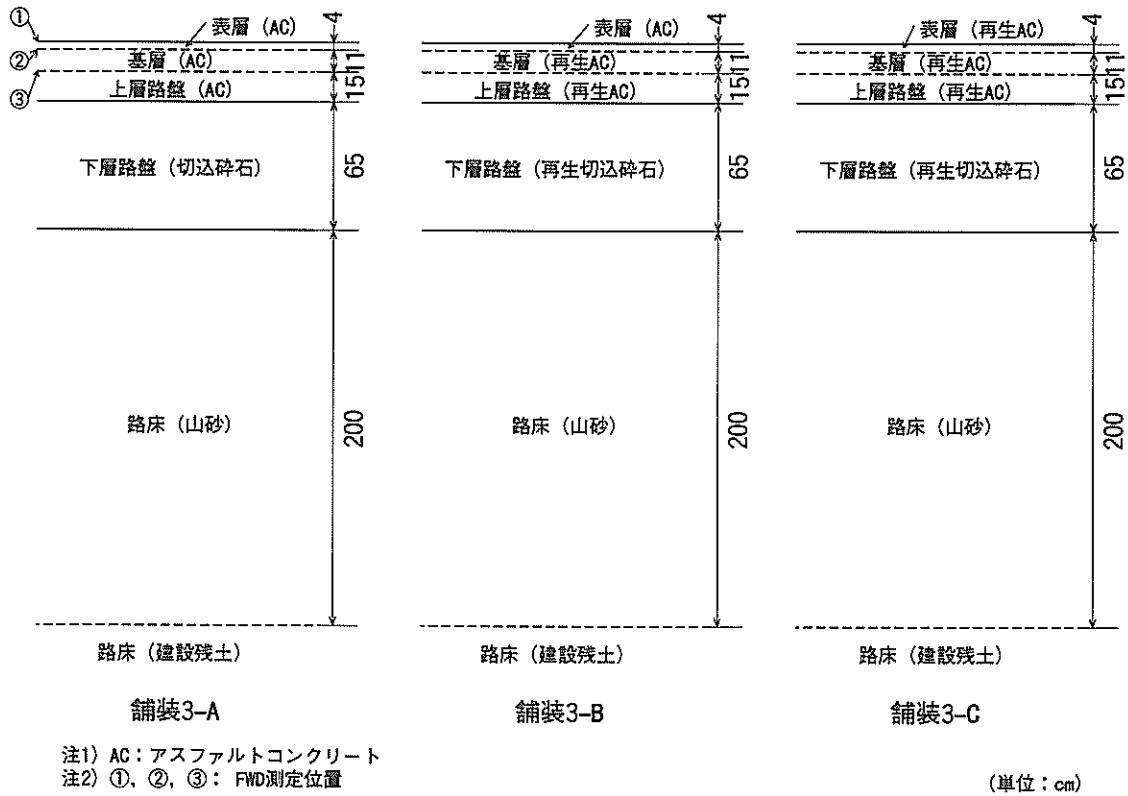 ① 表層 (AC) 4 表層 (AC) 4 表層 (再生AC) 4
② 基層 (AC) 11 基層 (再生AC) 11 基層 (再生AC) 11
③ 上層路盤 (AC) 15 上層路盤 (再生AC) 15 上層路盤 (再生AC) 15
下層路盤 (切込砕石) 65 下層路盤 (再生切込砕石) 65 下層路盤 (再生切込砕石) 65
路床 (山砂) 200 路床 (山砂) 200 路床 (山砂) 200
路床 (建設残土) 路床 (建設残土) 路床 (建設残土)
舗装3-A 舗装3-B 舗装3-C
注1) AC:アスファルトコンクリート
注2) ①, ②, ③: FWD測定位置 (単位:cm)